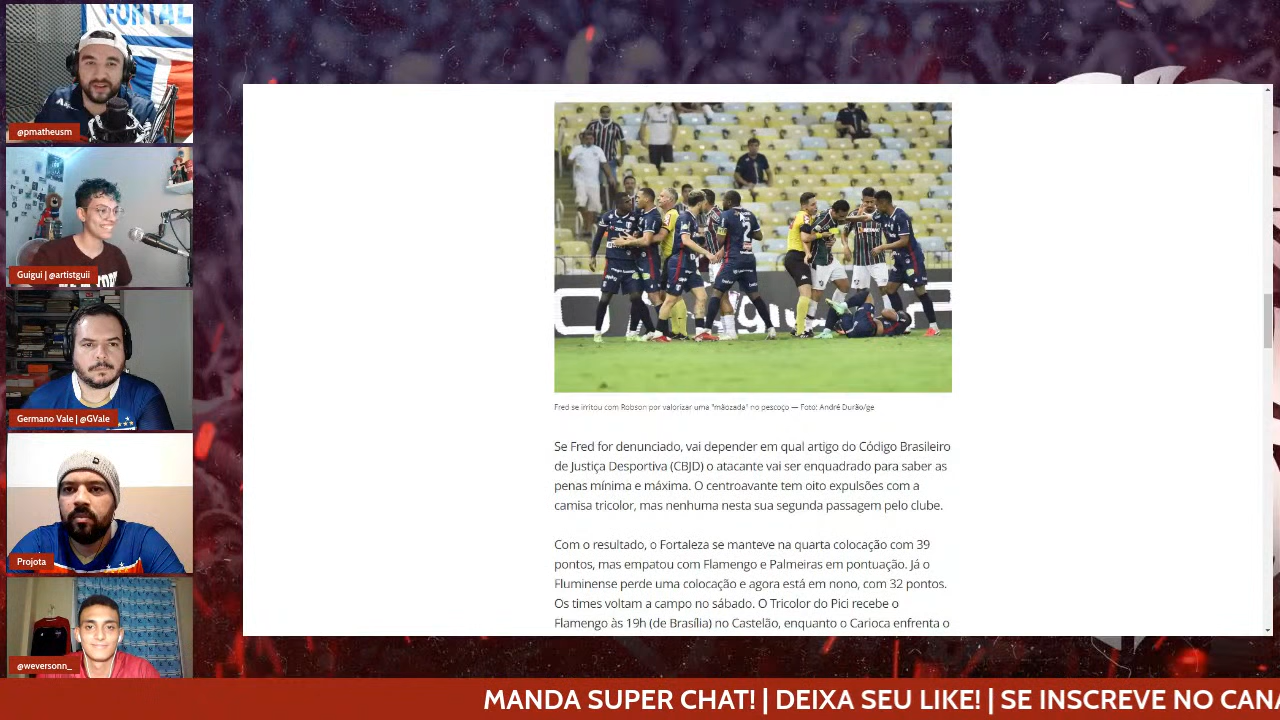 FORTAL
@pmatheusm
Guigui | @artistguii
Germano Vale | @GVale
Projota
@weversonn_
2
Fred se irritou com Robson por valorizar uma "mãozada" no pescoço — Foto: André Durão/ge
Se Fred for denunciado, vai depender em qual artigo do Código Brasileiro
de Justiça Desportiva (CBJD) o atacante vai ser enquadrado para saber as
penas mínima e máxima. O centroavante tem oito expulsões com a
camisa tricolor, mas nenhuma nesta sua segunda passagem pelo clube.
Com o resultado, o Fortaleza se manteve na quarta colocação com 39
pontos, mas empatou com Flamengo e Palmeiras em pontuação. Já o
Fluminense perde uma colocação e agora está em nono, com 32 pontos.
Os times voltam a campo no sábado. O Tricolor do Pici recebe o
Flamengo às 19h (de Brasília) no Castelão, enquanto o Carioca enfrenta o
MANDA SUPER CHAT! | DEIXA SEU LIKE! | SE INSCREVE NO CANA